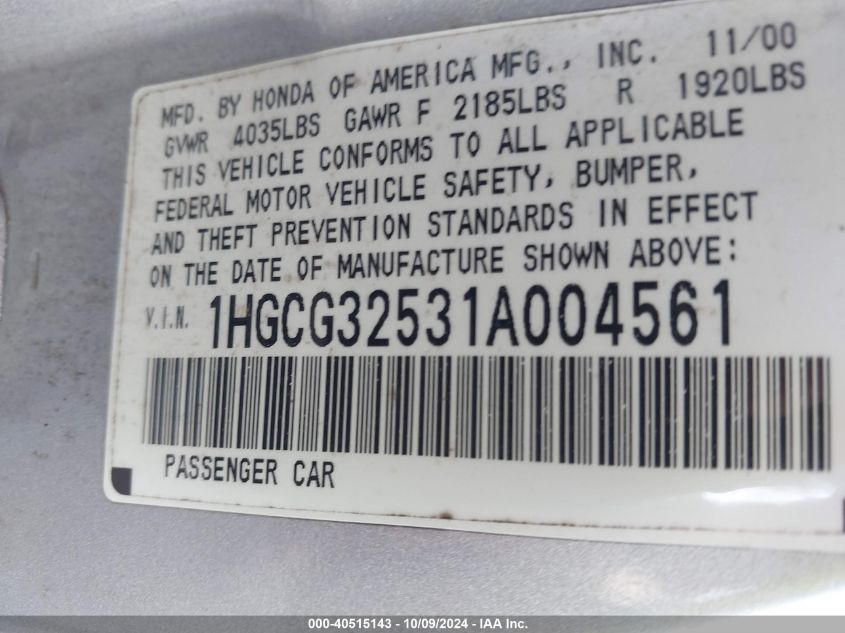 MFD. BY HONDA OF AMERICA MFG., INC. 11/00
GVWR 4035LBS GAWR F 2185LBS R 1920LBS
THIS VEHICLE CONFORMS TO ALL APPLICABLE
FEDERAL MOTOR VEHICLE SAFETY, BUMPER,
AND THEFT PREVENTION STANDARDS IN EFFECT
ON THE DATE OF MANUFACTURE SHOWN ABOVE:
V.I.N. 1HGCG32531A004561
PASSENGER CAR
000-40515143 - 10/09/2024 - IAA Inc.